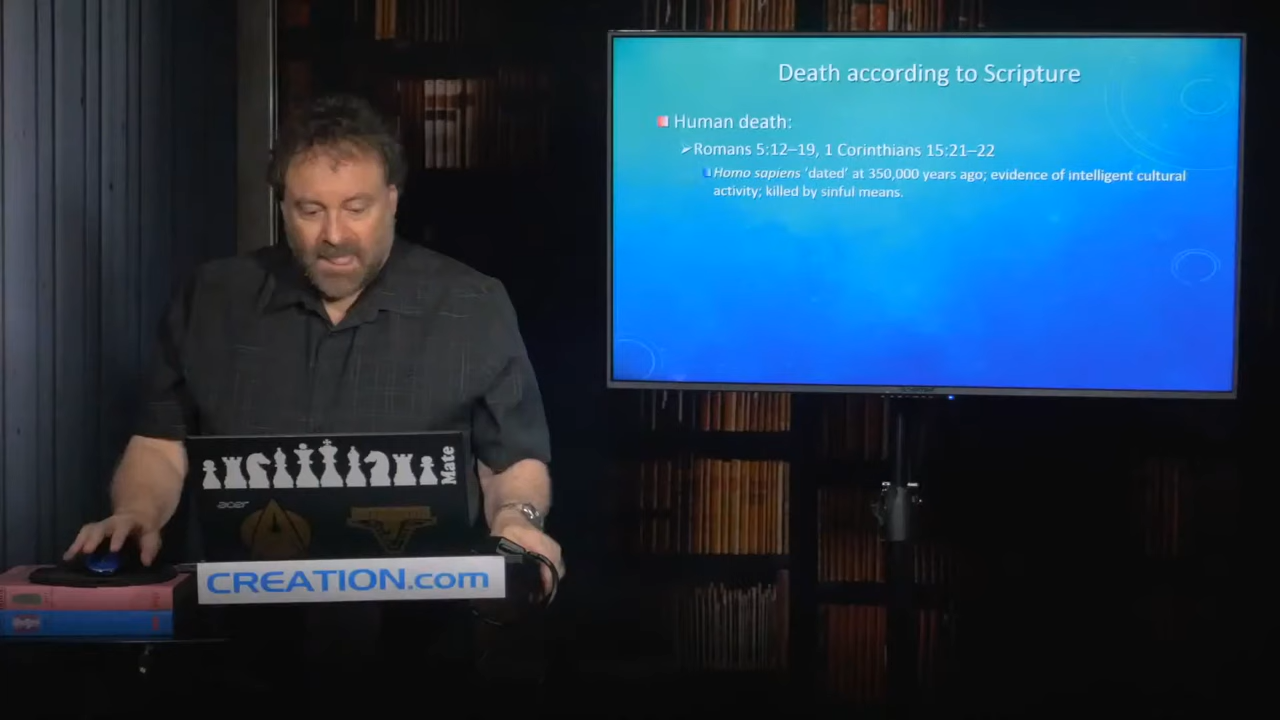 Death according to Scripture
Human death:
Romans 5:12–19, 1 Corinthians 15:21–22
Homo sapiens ‘dated’ at 350,000 years ago; evidence of intelligent cultural
activity; killed by sinful means.
Mate
acer
CREATION.com